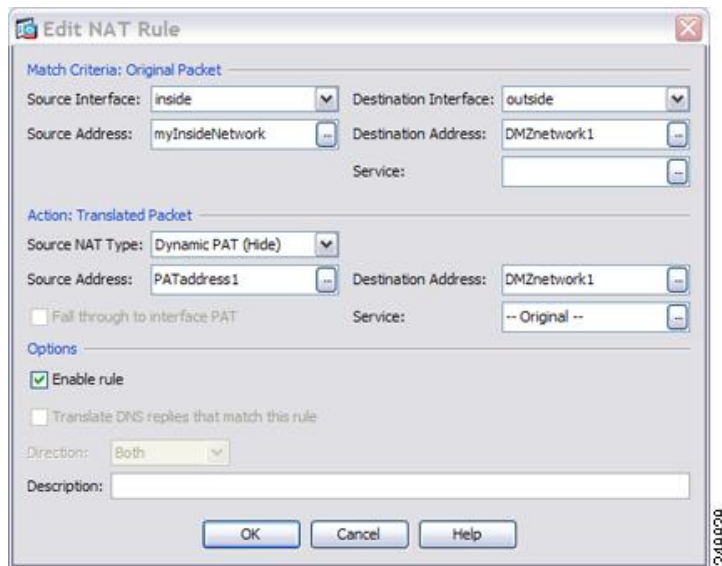 Edit NAT Rule
Match Criteria: Original Packet
Source Interface: inside Destination Interface: outside
Source Address: myInsideNetwork ... Destination Address: DMZnetwork1 ...
Service: ...
Action: Translated Packet
Source NAT Type: Dynamic PAT (Hide)
Source Address: PATaddress1 ... Destination Address: DMZnetwork1 ...
Fall through to interface PAT Service: -- Original -- ...
Options
Enable rule
Translate DNS replies that match this rule
Direction: Both
Description:
OK Cancel Help
249829